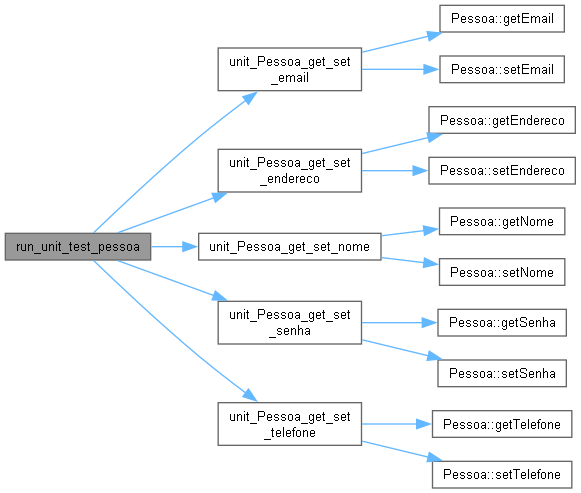 Pessoa::getEmail
unit_Pessoa_get_set
_email
Pessoa::setEmail
Pessoa::getEndereco
unit_Pessoa_get_set
_endereco
Pessoa::setEndereco
Pessoa::getNome
run_unit_test_pessoa
unit_Pessoa_get_set_nome
Pessoa::setNome
unit_Pessoa_get_set
_senha
Pessoa::getSenha
Pessoa::setSenha
unit_Pessoa_get_set
_telefone
Pessoa::getTelefone
Pessoa::setTelefone